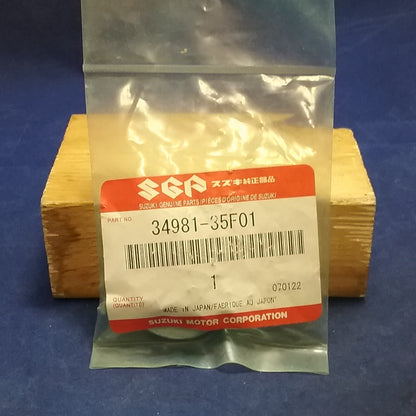 SGP スズキ純正部品
SUZUKI GENUINE PARTS/PIECES D'ORIGINE DE SUZUKI
PART NO.
34981-35F01
1
070122
QUANTITY
(QUANTITÉ)
"MADE IN JAPAN/FABRIQUE AU JAPON"
SUZUKI MOTOR CORPORATION